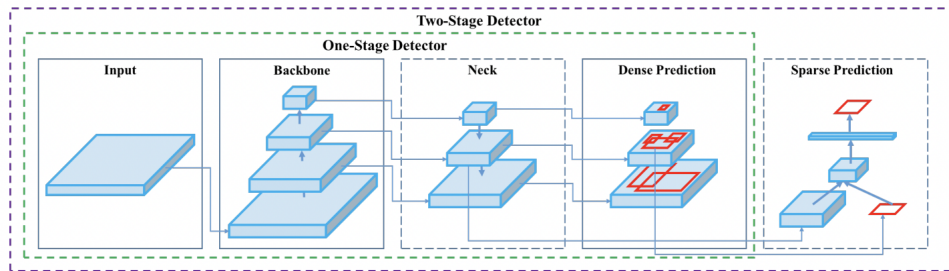 Two-Stage Detector
One-Stage Detector
Input
Backbone
Neck
Dense Prediction
Sparse Prediction